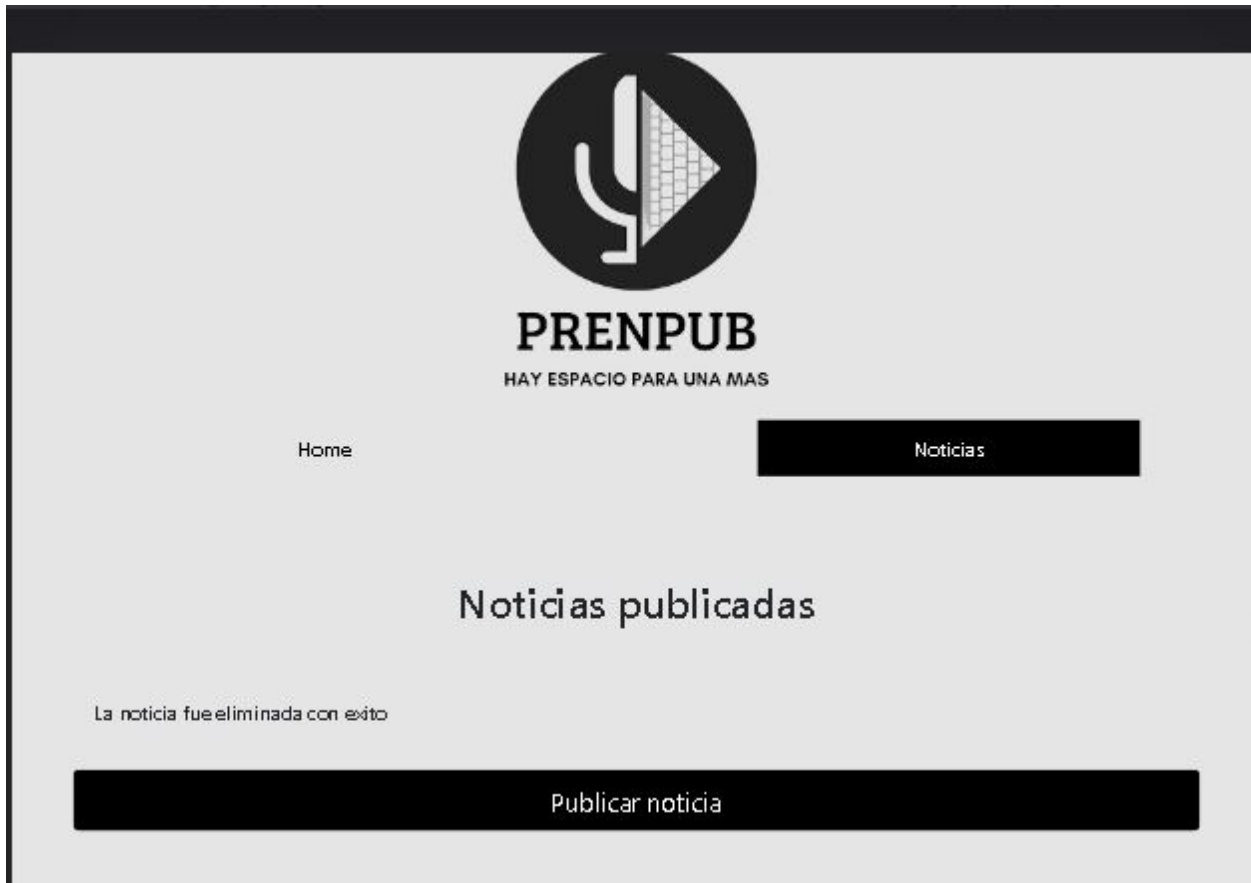 PRENPUB
HAY ESPACIO PARA UNA MAS
Home Noticias
Noticias publicadas
La noticia fue eliminada con exito
Publicar noticia